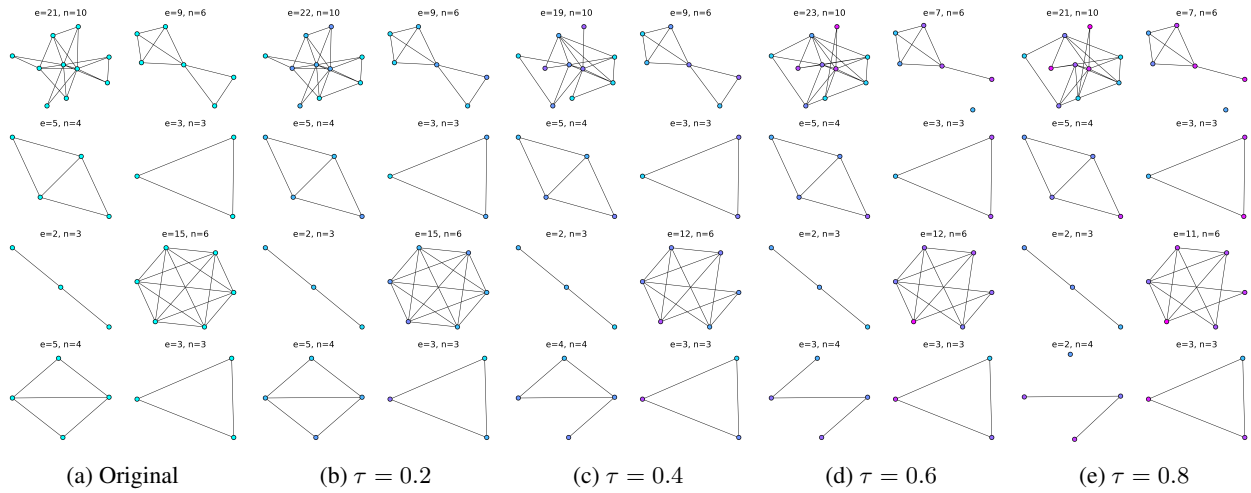 e=21, n=10 e=9, n=6 e=22, n=10 e=9, n=6 e=19, n=10 e=9, n=6 e=23, n=10 e=7, n=6 e=21, n=10 e=7, n=6
e=5, n=4 e=3, n=3 e=5, n=4 e=3, n=3 e=5, n=4 e=3, n=3 e=5, n=4 e=3, n=3 e=5, n=4 e=3, n=3
e=2, n=3 e=15, n=6 e=2, n=3 e=15, n=6 e=2, n=3 e=12, n=6 e=2, n=3 e=12, n=6 e=2, n=3 e=11, n=6
e=5, n=4 e=3, n=3 e=5, n=4 e=3, n=3 e=4, n=4 e=3, n=3 e=3, n=4 e=3, n=3 e=2, n=4 e=3, n=3
(a) Original (b) τ = 0.2 (c) τ = 0.4 (d) τ = 0.6 (e) τ = 0.8